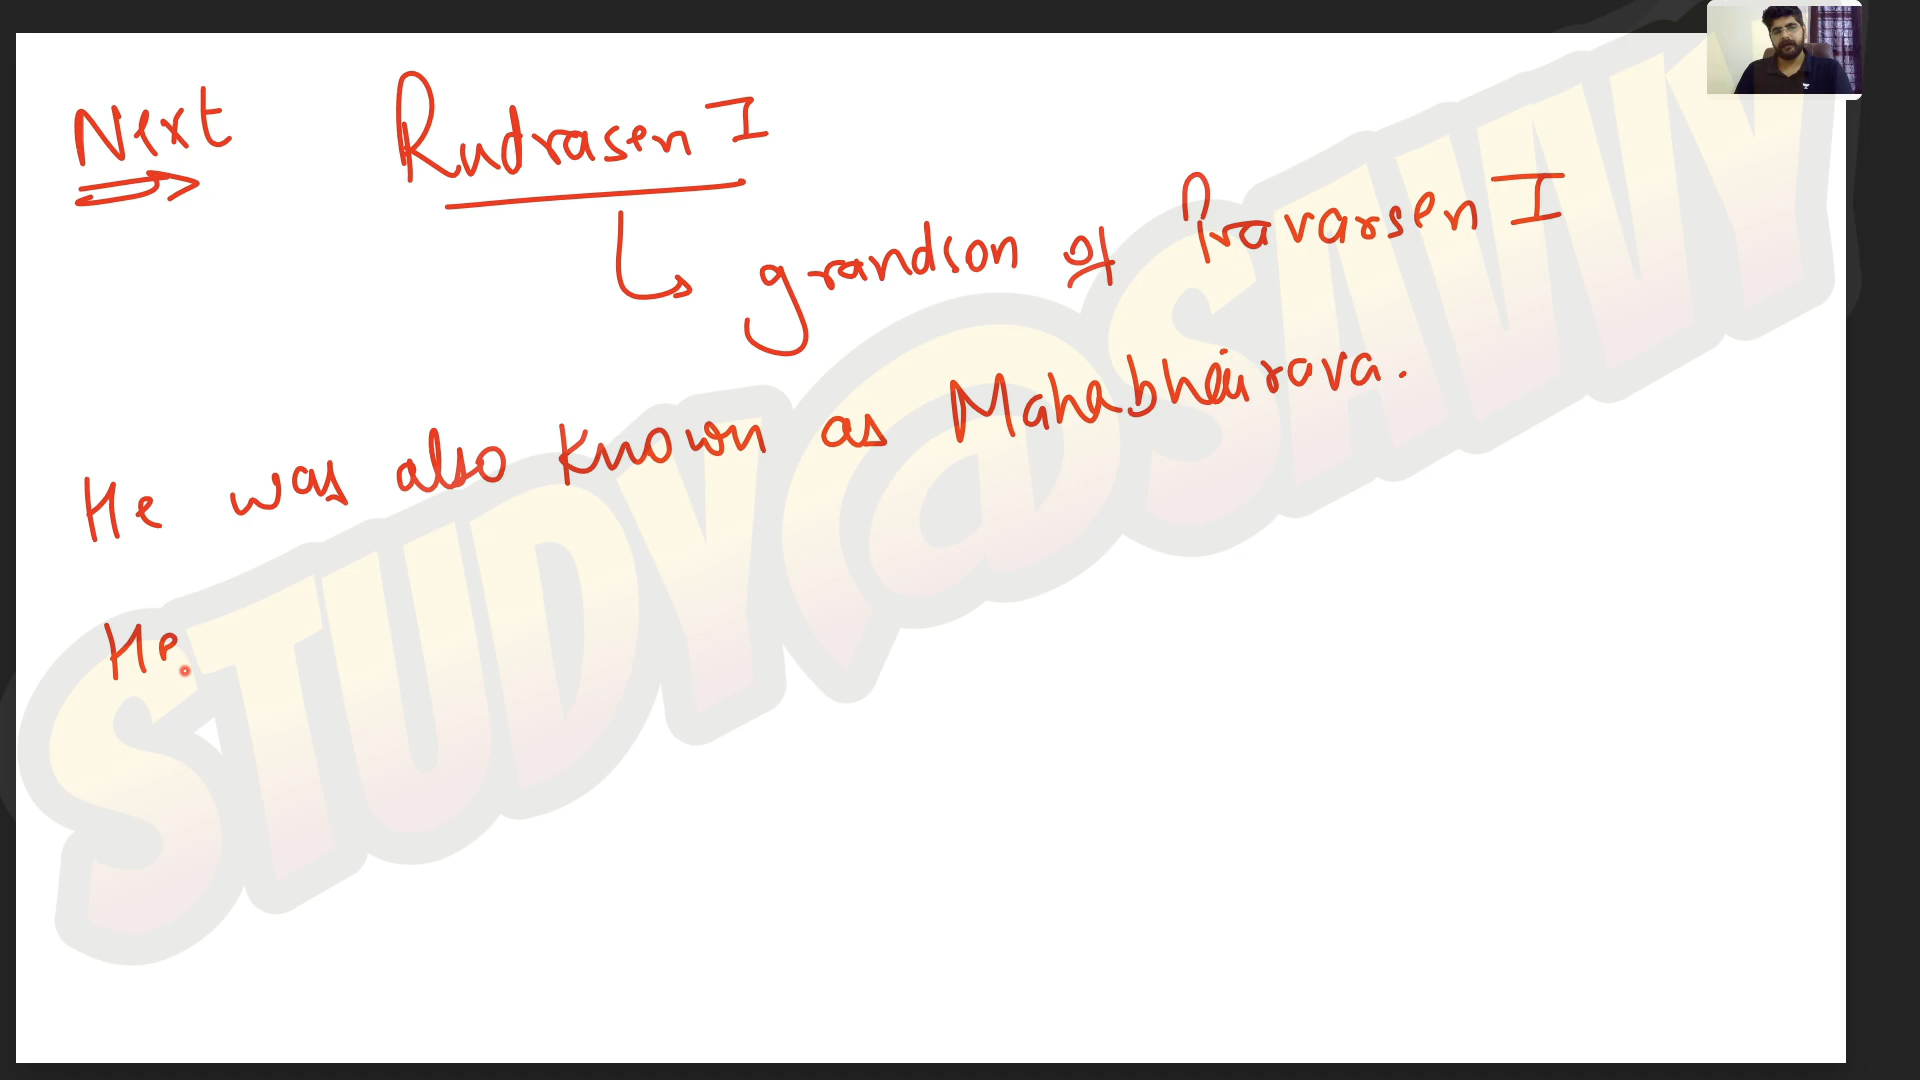 Next Rudrasen I
grandson of Pravarsen I
He was also known as Mahabhairava.
He
STUDY@SAVVY